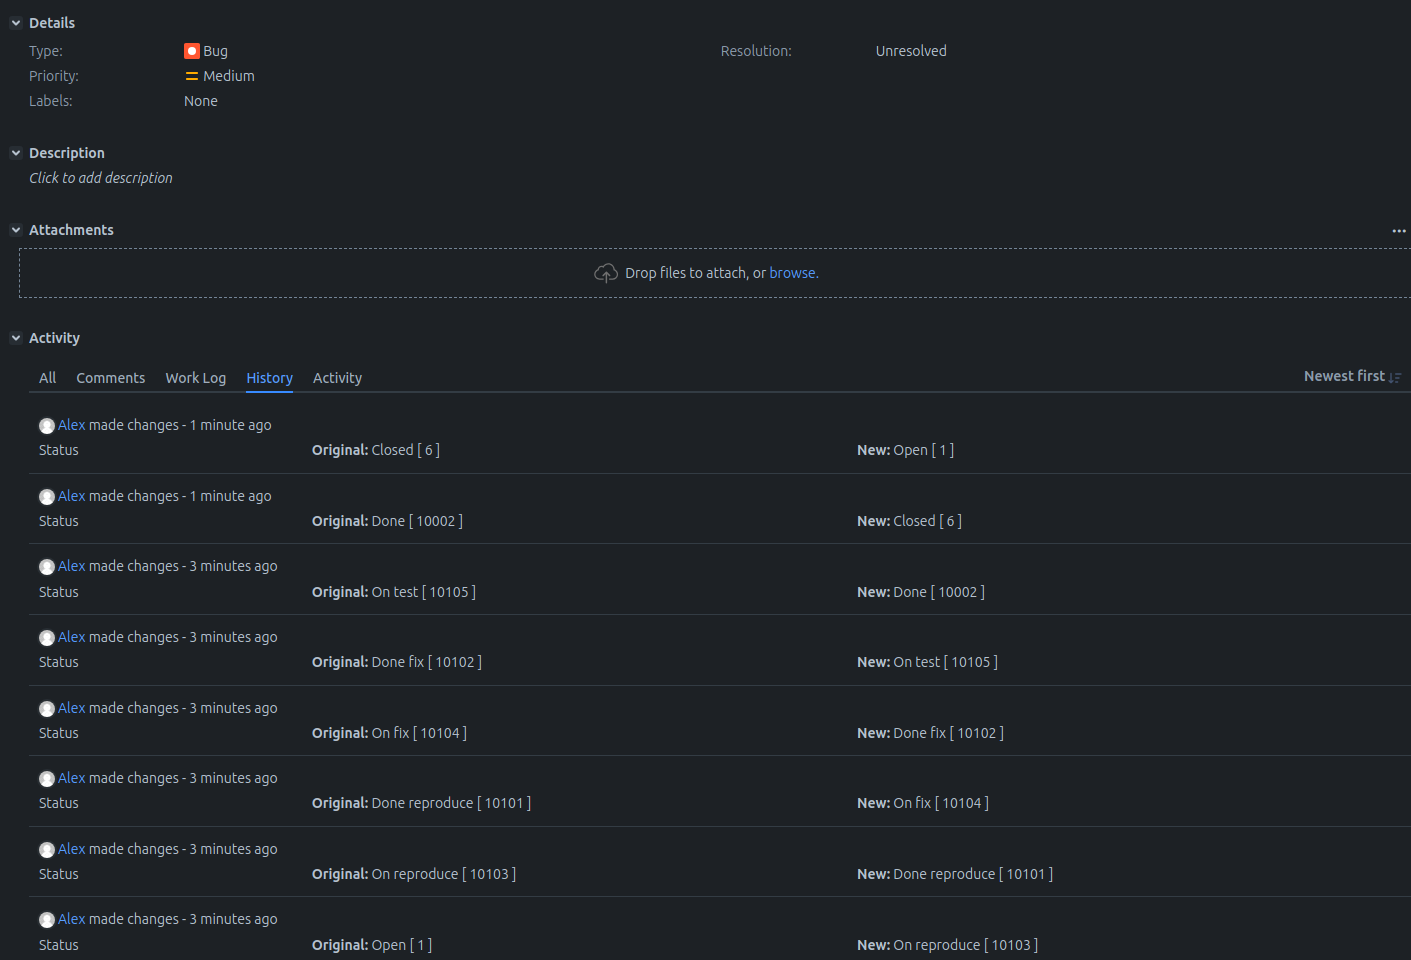 Details
Type: Bug Resolution: Unresolved
Priority: Medium
Labels: None
Description
Click to add description
Attachments
Drop files to attach, or browse.
Activity
All Comments Work Log History Activity Newest first
Alex made changes - 1 minute ago
Status Original: Closed [ 6 ] New: Open [ 1 ]
Alex made changes - 1 minute ago
Status Original: Done [ 10002 ] New: Closed [ 6 ]
Alex made changes - 3 minutes ago
Status Original: On test [ 10105 ] New: Done [ 10002 ]
Alex made changes - 3 minutes ago
Status Original: Done fix [ 10102 ] New: On test [ 10105 ]
Alex made changes - 3 minutes ago
Status Original: On fix [ 10104 ] New: Done fix [ 10102 ]
Alex made changes - 3 minutes ago
Status Original: Done reproduce [ 10101 ] New: On fix [ 10104 ]
Alex made changes - 3 minutes ago
Status Original: On reproduce [ 10103 ] New: Done reproduce [ 10101 ]
Alex made changes - 3 minutes ago
Status Original: Open [ 1 ] New: On reproduce [ 10103 ]